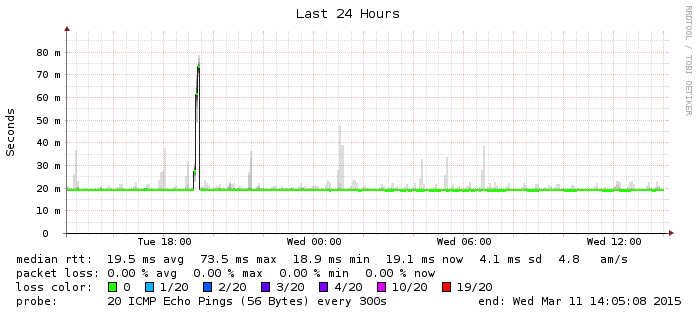 Last 24 Hours
RRDTOOL / TOBI OETIKER
Seconds
80 m
70 m
60 m
50 m
40 m
30 m
20 m
10 m
0
Tue 18:00 Wed 00:00 Wed 06:00 Wed 12:00
median rtt: 19.5 ms avg 73.5 ms max 18.9 ms min 19.1 ms now 4.1 ms sd 4.8 am/s
packet loss: 0.00 % avg 0.00 % max 0.00 % min 0.00 % now
loss color: 0 1/20 2/20 3/20 4/20 10/20 19/20
probe: 20 ICMP Echo Pings (56 Bytes) every 300s end: Wed Mar 11 14:05:08 2015